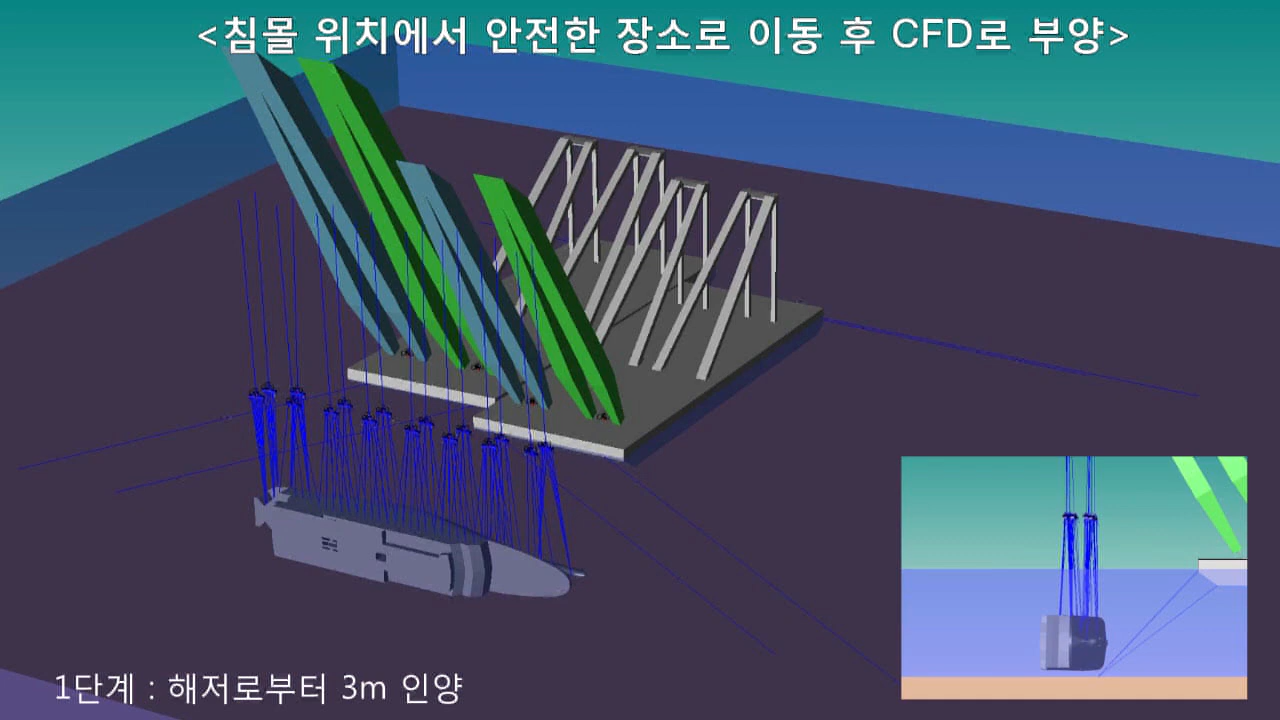 <침몰 위치에서 안전한 장소로 이동 후 CFD로 부양>
1단계 : 해저로부터 3m 인양